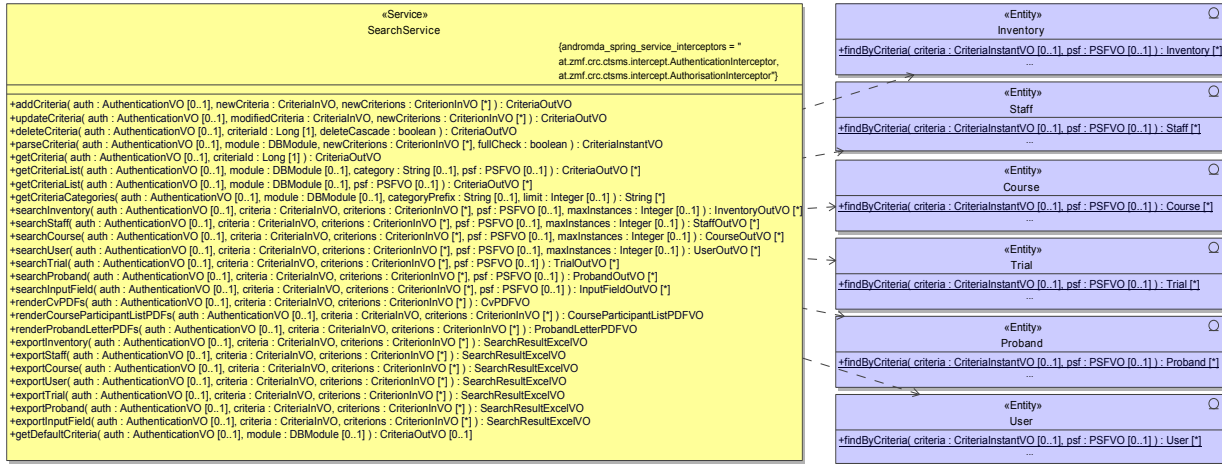 «Service»
SearchService
{andromda_spring_service_interceptors = "
at.zmf.crc.ctsms.intercept.AuthenticationInterceptor,
at.zmf.crc.ctsms.intercept.AuthorisationInterceptor"}
+addCriteria( auth : AuthenticationVO [0..1], newCriteria : CriteriaInVO, newCriterions : CriterionInVO [*] ) : CriteriaOutVO
+updateCriteria( auth : AuthenticationVO [0..1], modifiedCriteria : CriteriaInVO, newCriterions : CriterionInVO [*] ) : CriteriaOutVO
+deleteCriteria( auth : AuthenticationVO [0..1], criteriaId : Long [1], deleteCascade : boolean ) : CriteriaOutVO
+parseCriteria( auth : AuthenticationVO [0..1], module : DBModule, newCriterions : CriterionInVO [*], fullCheck : boolean ) : CriteriaInstantVO
+getCriteria( auth : AuthenticationVO [0..1], criteriaId : Long [1] ) : CriteriaOutVO
+getCriteriaList( auth : AuthenticationVO [0..1], module : DBModule [0..1], category : String [0..1], psf : PSFVO [0..1] ) : CriteriaOutVO [*]
+getCriteriaList( auth : AuthenticationVO [0..1], module : DBModule [0..1], psf : PSFVO [0..1] ) : CriteriaOutVO [*]
+getCriteriaCategories( auth : AuthenticationVO [0..1], module : DBModule [0..1], categoryPrefix : String [0..1], limit : Integer [0..1] ) : String [*]
+searchInventory( auth : AuthenticationVO [0..1], criteria : CriteriaInVO, criterions : CriterionInVO [*], psf : PSFVO [0..1], maxInstances : Integer [0..1] ) : InventoryOutVO [*]
+searchStaff( auth : AuthenticationVO [0..1], criteria : CriteriaInVO, criterions : CriterionInVO [*], psf : PSFVO [0..1], maxInstances : Integer [0..1] ) : StaffOutVO [*]
+searchCourse( auth : AuthenticationVO [0..1], criteria : CriteriaInVO, criterions : CriterionInVO [*], psf : PSFVO [0..1], maxInstances : Integer [0..1] ) : CourseOutVO [*]
+searchUser( auth : AuthenticationVO [0..1], criteria : CriteriaInVO, criterions : CriterionInVO [*], psf : PSFVO [0..1], maxInstances : Integer [0..1] ) : UserOutVO [*]
+searchTrial( auth : AuthenticationVO [0..1], criteria : CriteriaInVO, criterions : CriterionInVO [*], psf : PSFVO [0..1] ) : TrialOutVO [*]
+searchProband( auth : AuthenticationVO [0..1], criteria : CriteriaInVO, criterions : CriterionInVO [*], psf : PSFVO [0..1] ) : ProbandOutVO [*]
+searchInputField( auth : AuthenticationVO [0..1], criteria : CriteriaInVO, criterions : CriterionInVO [*], psf : PSFVO [0..1] ) : InputFieldOutVO [*]
+renderCvPDFs( auth : AuthenticationVO [0..1], criteria : CriteriaInVO, criterions : CriterionInVO [*] ) : CvPDFVO
+renderCourseParticipantListPDFs( auth : AuthenticationVO [0..1], criteria : CriteriaInVO, criterions : CriterionInVO [*] ) : CourseParticipantListPDFVO
+renderProbandLetterPDFs( auth : AuthenticationVO [0..1], criteria : CriteriaInVO, criterions : CriterionInVO [*] ) : ProbandLetterPDFVO
+exportInventory( auth : AuthenticationVO [0..1], criteria : CriteriaInVO, criterions : CriterionInVO [*] ) : SearchResultExcelVO
+exportStaff( auth : AuthenticationVO [0..1], criteria : CriteriaInVO, criterions : CriterionInVO [*] ) : SearchResultExcelVO
+exportCourse( auth : AuthenticationVO [0..1], criteria : CriteriaInVO, criterions : CriterionInVO [*] ) : SearchResultExcelVO
+exportUser( auth : AuthenticationVO [0..1], criteria : CriteriaInVO, criterions : CriterionInVO [*] ) : SearchResultExcelVO
+exportTrial( auth : AuthenticationVO [0..1], criteria : CriteriaInVO, criterions : CriterionInVO [*] ) : SearchResultExcelVO
+exportProband( auth : AuthenticationVO [0..1], criteria : CriteriaInVO, criterions : CriterionInVO [*] ) : SearchResultExcelVO
+exportInputField( auth : AuthenticationVO [0..1], criteria : CriteriaInVO, criterions : CriterionInVO [*] ) : SearchResultExcelVO
+getDefaultCriteria( auth : AuthenticationVO [0..1], module : DBModule [0..1] ) : CriteriaOutVO [0..1]
«Entity»
Inventory
+findByCriteria( criteria : CriteriaInstantVO [0..1], psf : PSFVO [0..1] ) : Inventory [*]
...
«Entity»
Staff
+findByCriteria( criteria : CriteriaInstantVO [0..1], psf : PSFVO [0..1] ) : Staff [*]
...
«Entity»
Course
+findByCriteria( criteria : CriteriaInstantVO [0..1], psf : PSFVO [0..1] ) : Course [*]
...
«Entity»
Trial
+findByCriteria( criteria : CriteriaInstantVO [0..1], psf : PSFVO [0..1] ) : Trial [*]
...
«Entity»
Proband
+findByCriteria( criteria : CriteriaInstantVO [0..1], psf : PSFVO [0..1] ) : Proband [*]
...
«Entity»
User
+findByCriteria( criteria : CriteriaInstantVO [0..1], psf : PSFVO [0..1] ) : User [*]
...